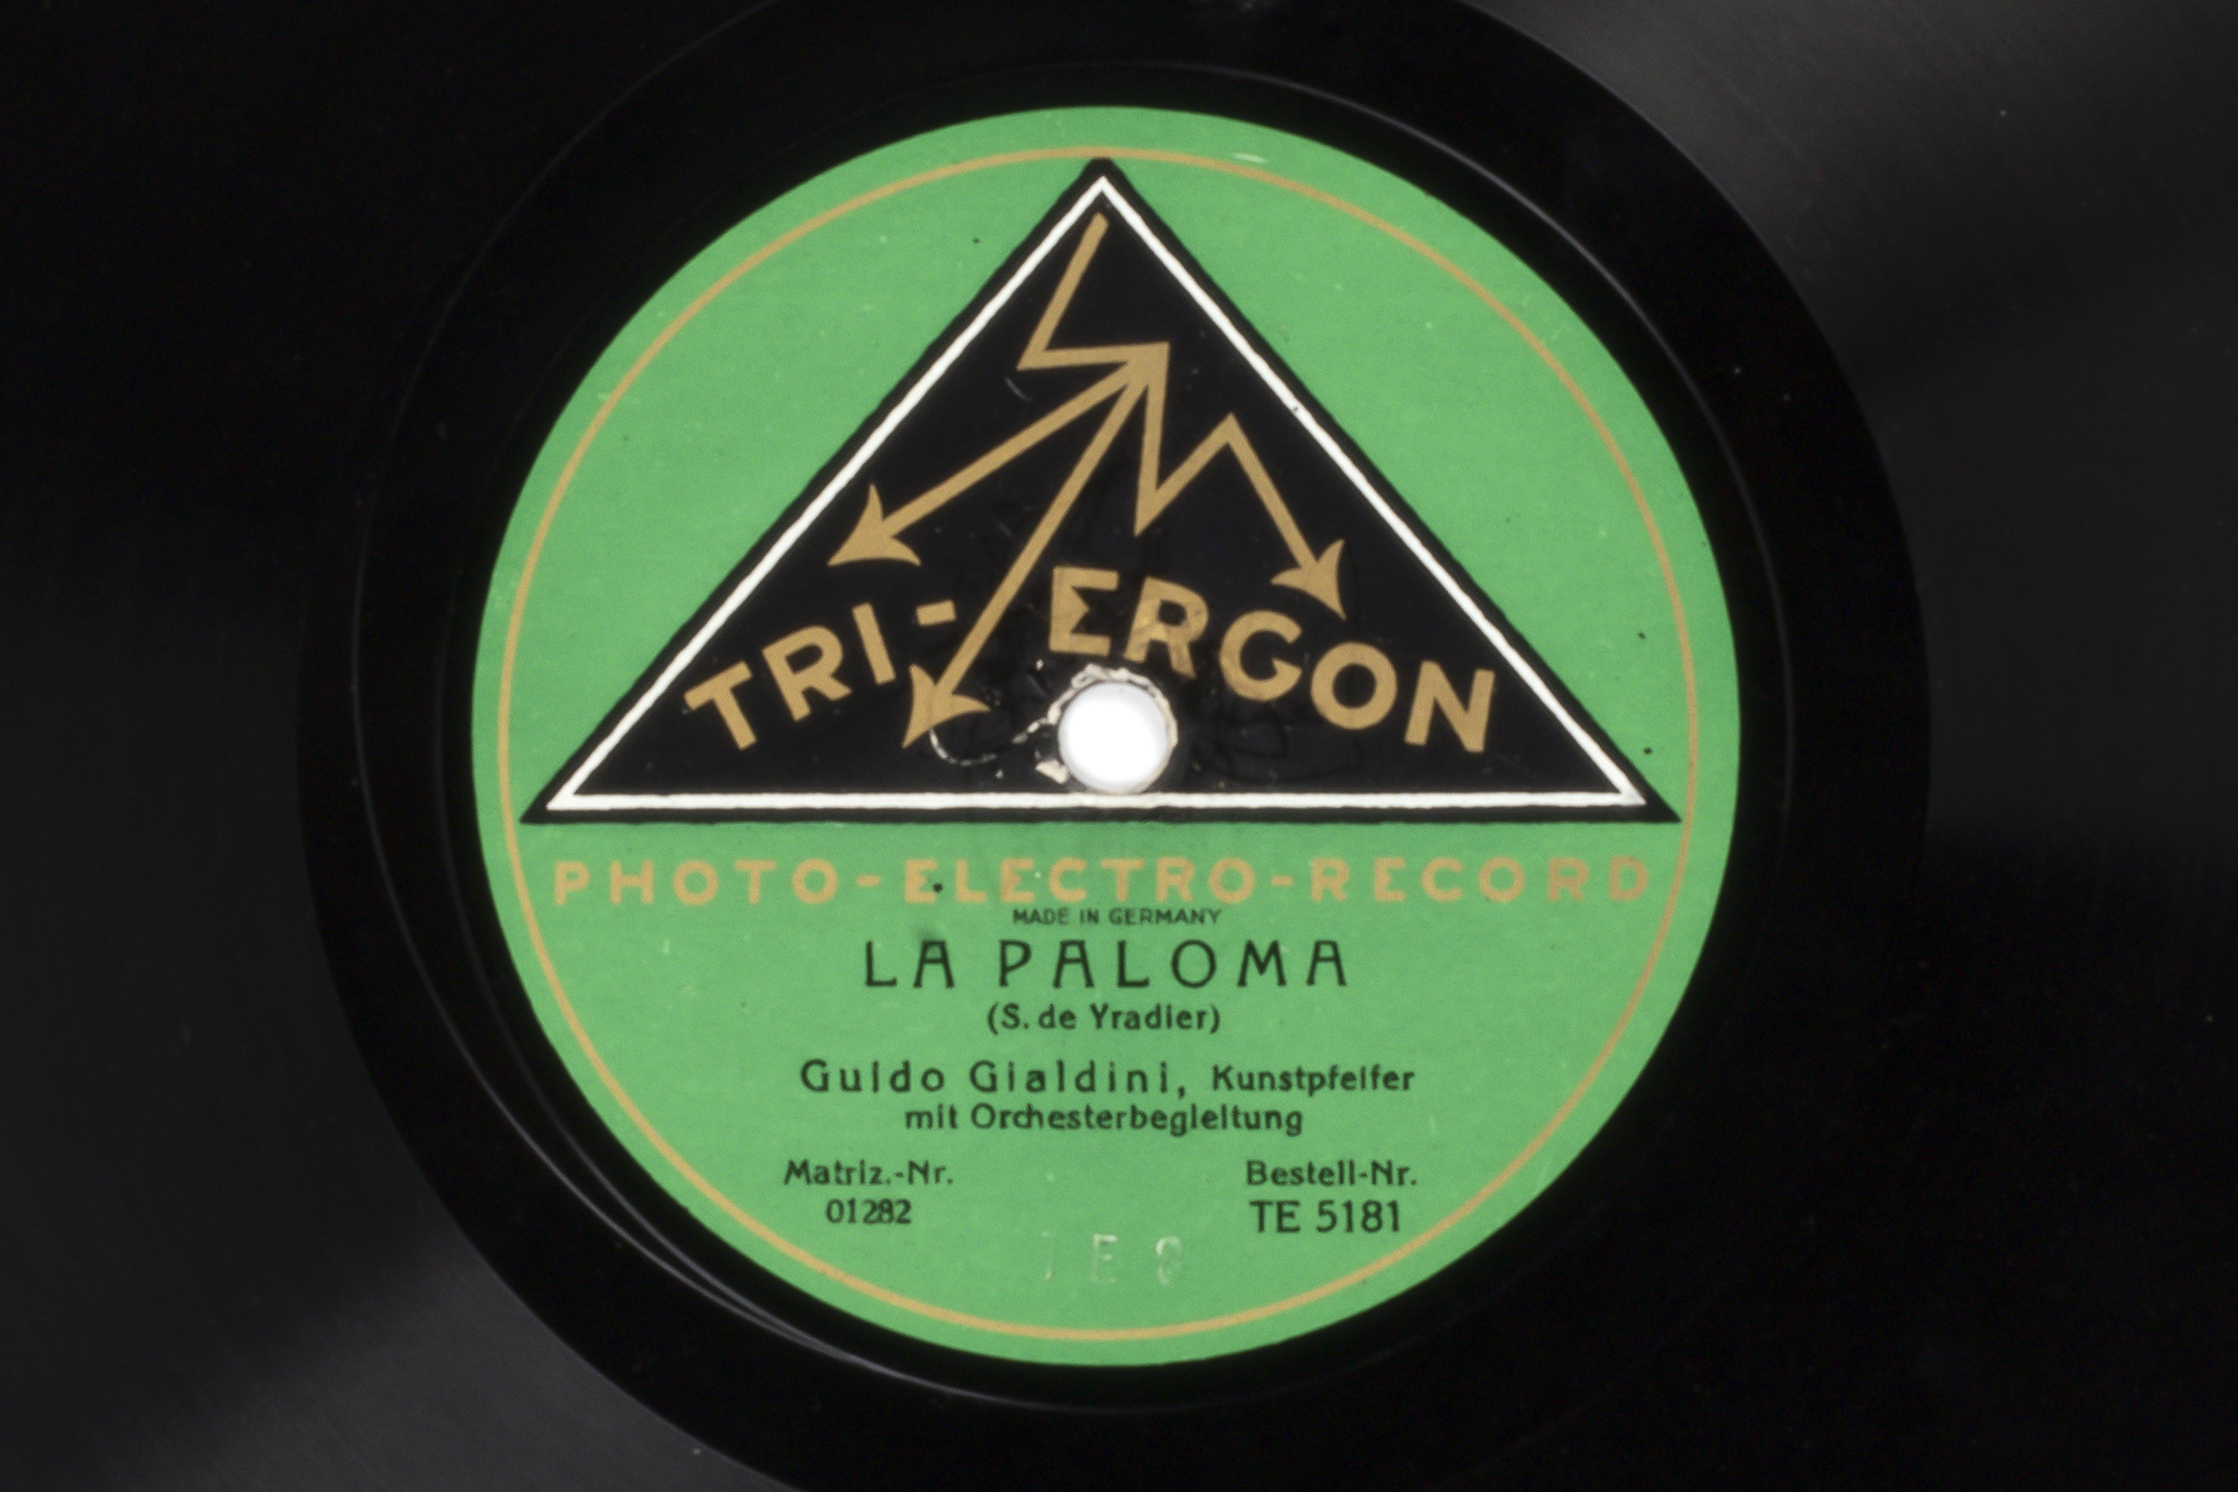 TRI-ERGON
PHOTO-ELECTRO-RECORD
MADE IN GERMANY
LA PALOMA
(S. de Yradier)
Guido Gialdini, Kunstpfeifer
mit Orchesterbegleitung
Matriz.-Nr. Bestell-Nr.
01282 TE 5181